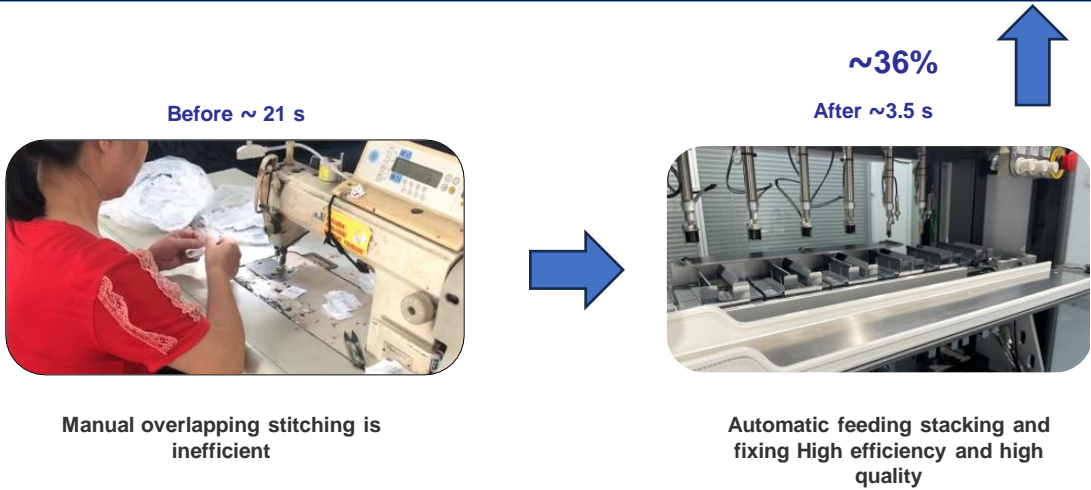 ~36%
Before ~ 21 s
After ~3.5 s
Manual overlapping stitching is
inefficient
Automatic feeding stacking and
fixing High efficiency and high
quality